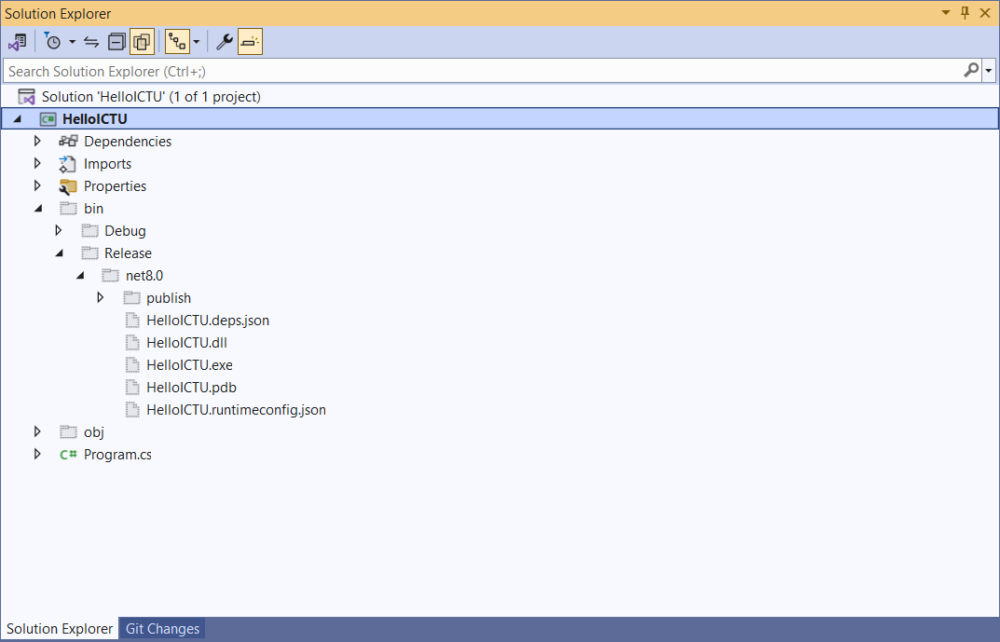 Solution Explorer
Search Solution Explorer (Ctrl+;)
Solution 'HelloICTU' (1 of 1 project)
C# HelloICTU
Dependencies
Imports
Properties
bin
Debug
Release
net8.0
publish
HelloICTU.deps.json
HelloICTU.dll
HelloICTU.exe
HelloICTU.pdb
HelloICTU.runtimeconfig.json
obj
C# Program.cs
Solution Explorer Git Changes